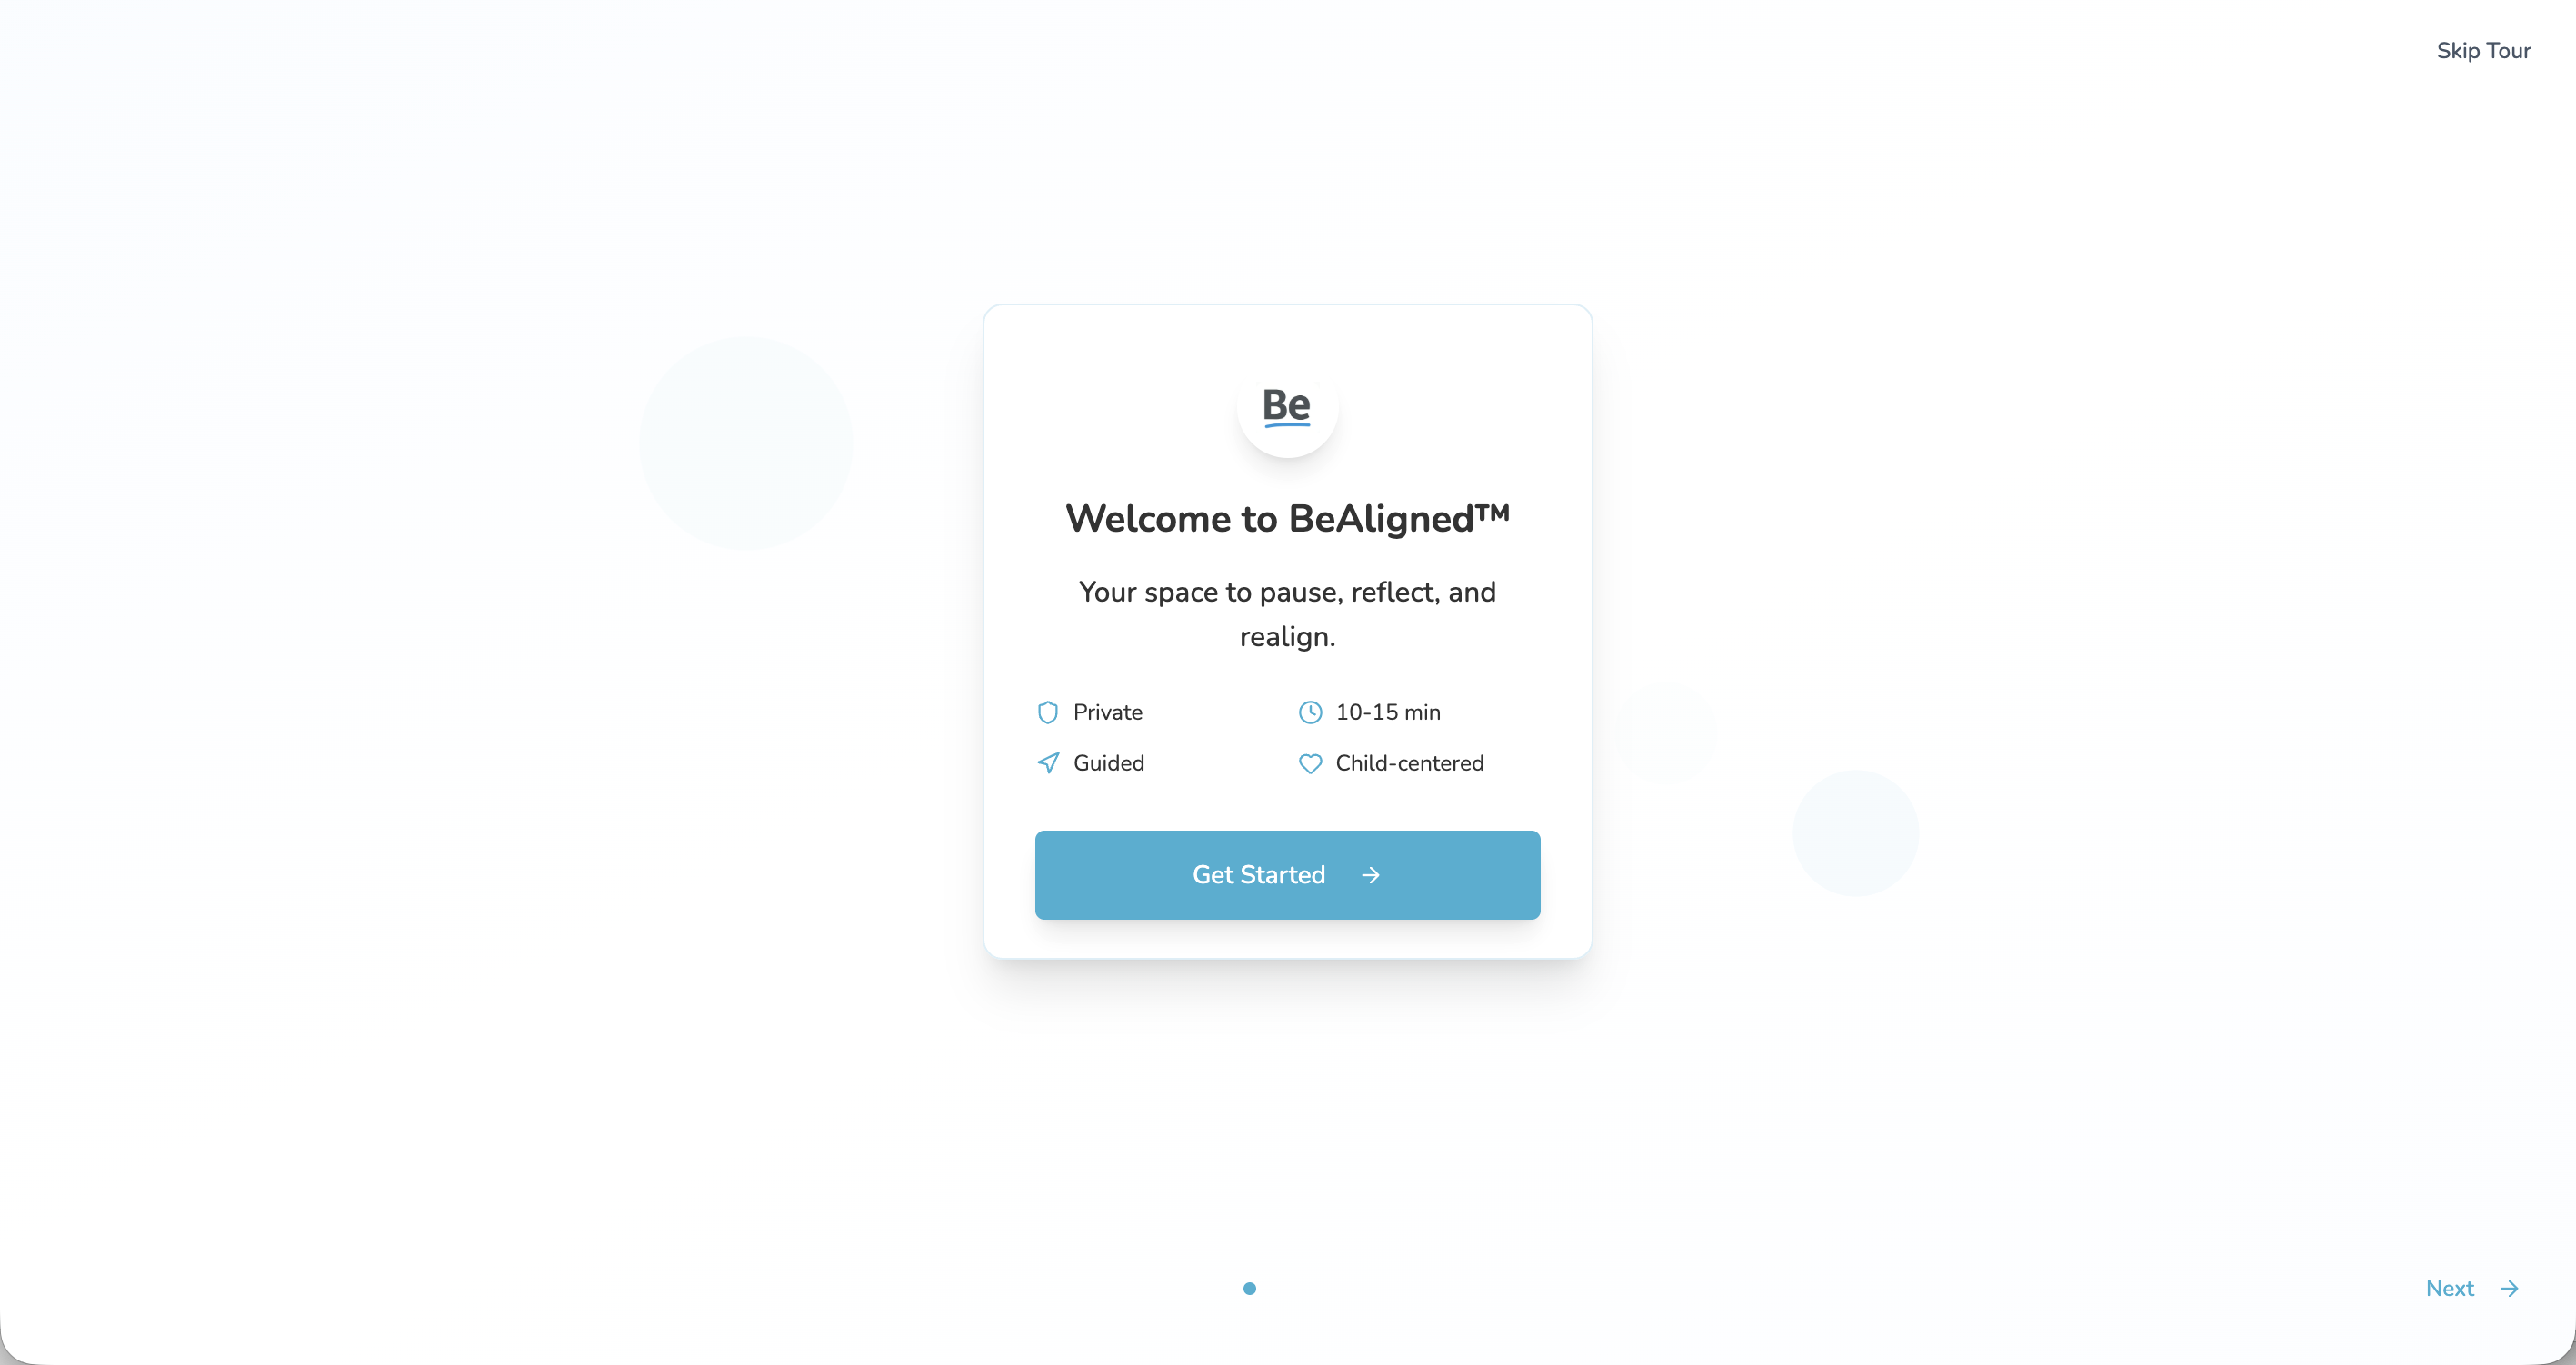 Skip Tour
Be
Welcome to BeAligned™
Your space to pause, reflect, and
realign.
Private
10-15 min
Guided
Child-centered
Get Started
Next